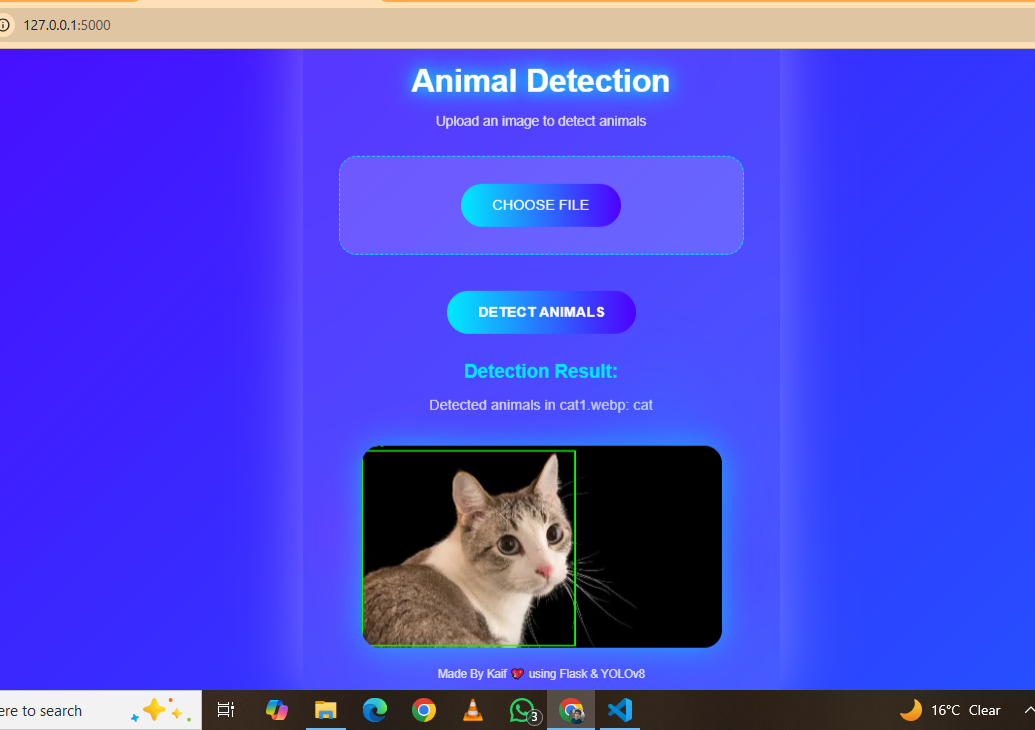 127.0.0.1:5000
Animal Detection
Upload an image to detect animals
CHOOSE FILE
DETECT ANIMALS
Detection Result:
Detected animals in cat1.webp: cat
Made By Kaif 💖 using Flask & YOLOv8
ere to search
3
16°C Clear